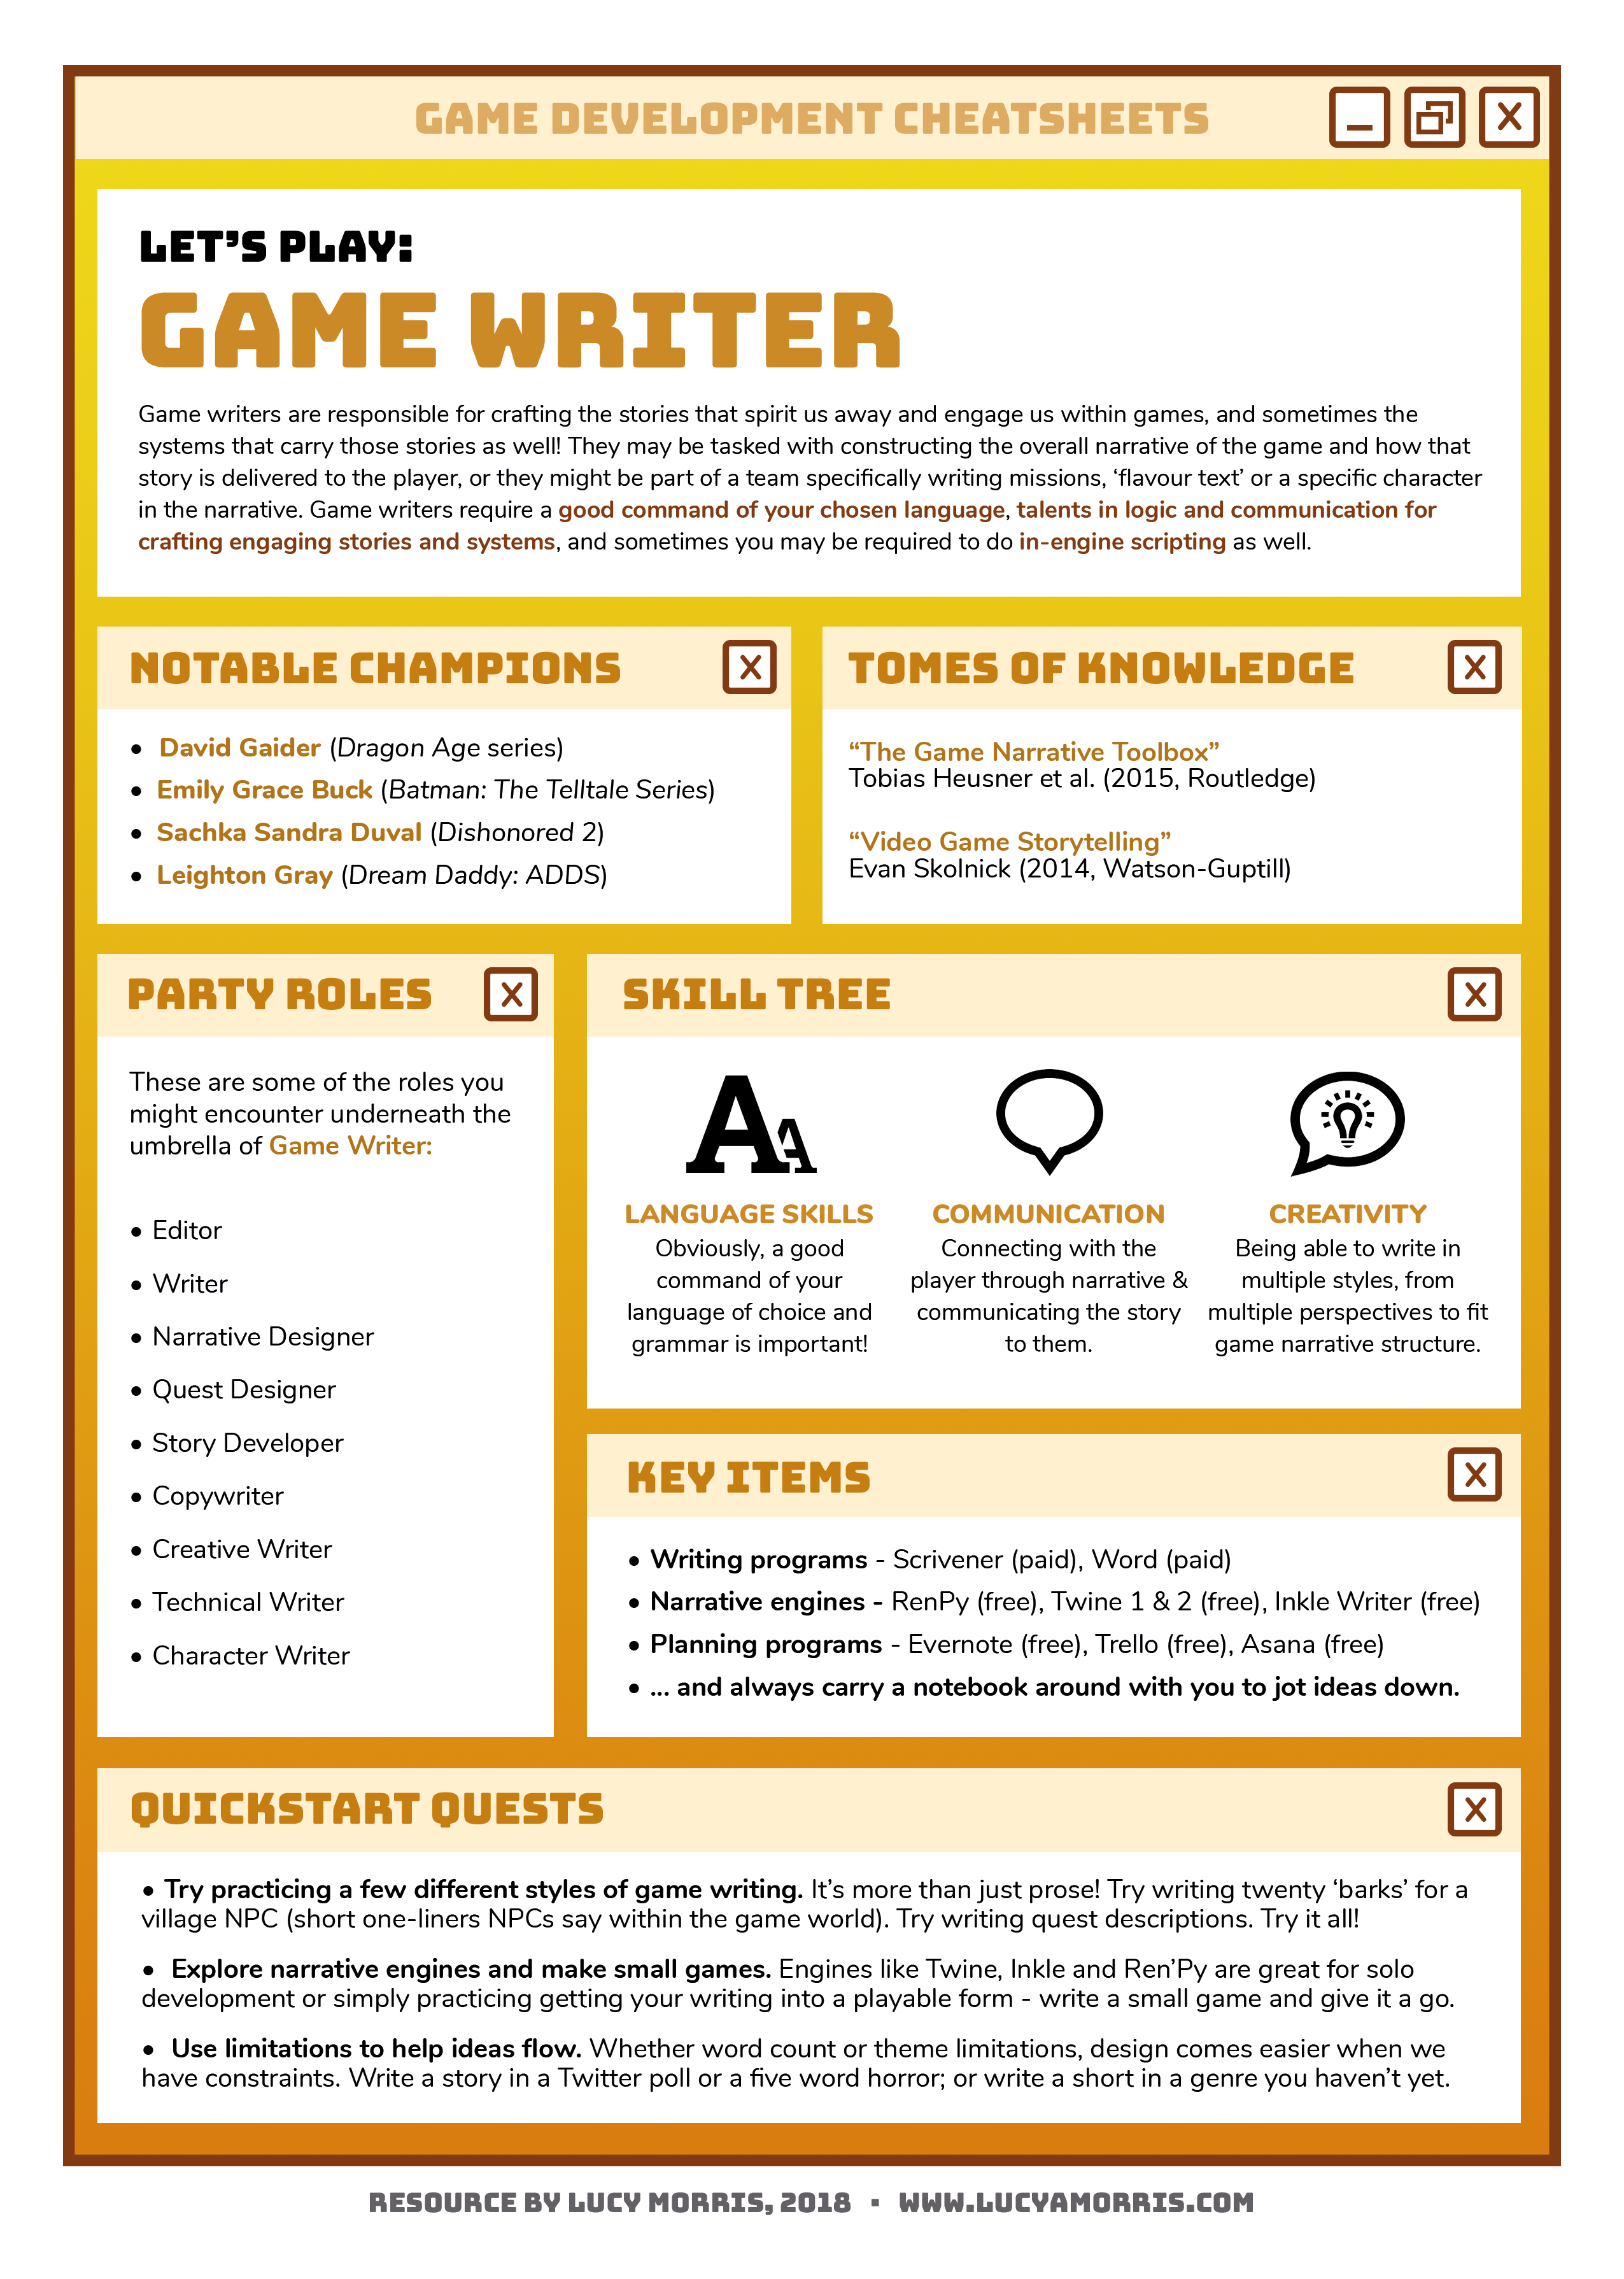 GAME DEVELOPMENT CHEATSHEETS
X
LET'S PLAY:
GAME WRITER
Game writers are responsible for crafting the stories that spirit us away and engage us within games, and sometimes the
systems that carry those stories as well! They may be tasked with constructing the overall narrative of the game and how that
story is delivered to the player, or they might be part of a team specifically writing missions, ‘flavour text’ or a specific character
in the narrative. Game writers require a good command of your chosen language, talents in logic and communication for
crafting engaging stories and systems, and sometimes you may be required to do in-engine scripting as well.
NOTABLE CHAMPIONS
X
• David Gaider (Dragon Age series)
• Emily Grace Buck (Batman: The Telltale Series)
• Sachka Sandra Duval (Dishonored 2)
• Leighton Gray (Dream Daddy: ADDS)
TOMES OF KNOWLEDGE
X
“The Game Narrative Toolbox”
Tobias Heusner et al. (2015, Routledge)
“Video Game Storytelling”
Evan Skolnick (2014, Watson-Guptill)
PARTY ROLES
X
These are some of the roles you
might encounter underneath the
umbrella of Game Writer:
• Editor
• Writer
• Narrative Designer
• Quest Designer
• Story Developer
• Copywriter
• Creative Writer
• Technical Writer
• Character Writer
SKILL TREE
X
AA
LANGUAGE SKILLS
Obviously, a good
command of your
language of choice and
grammar is important!
COMMUNICATION
Connecting with the
player through narrative &
communicating the story
to them.
CREATIVITY
Being able to write in
multiple styles, from
multiple perspectives to fit
game narrative structure.
KEY ITEMS
X
• Writing programs - Scrivener (paid), Word (paid)
• Narrative engines - RenPy (free), Twine 1 & 2 (free), Inkle Writer (free)
• Planning programs - Evernote (free), Trello (free), Asana (free)
• ... and always carry a notebook around with you to jot ideas down.
QUICKSTART QUESTS
X
• Try practicing a few different styles of game writing. It’s more than just prose! Try writing twenty ‘barks’ for a
village NPC (short one-liners NPCs say within the game world). Try writing quest descriptions. Try it all!
• Explore narrative engines and make small games. Engines like Twine, Inkle and Ren’Py are great for solo
development or simply practicing getting your writing into a playable form - write a small game and give it a go.
• Use limitations to help ideas flow. Whether word count or theme limitations, design comes easier when we
have constraints. Write a story in a Twitter poll or a five word horror; or write a short in a genre you haven’t yet.
RESOURCE BY LUCY MORRIS, 2018 · WWW.LUCYAMORRIS.COM